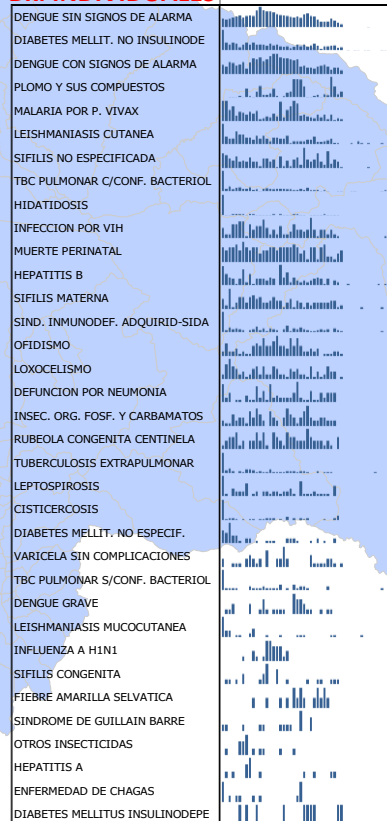 DENGUE SIN SIGNOS DE ALARMA
DIABETES MELLIT. NO INSULINODE
DENGUE CON SIGNOS DE ALARMA
PLOMO Y SUS COMPUESTOS
MALARIA POR P. VIVAX
LEISHMANIASIS CUTANEA
SIFILIS NO ESPECIFICADA
TBC PULMONAR C/CONF. BACTERIOL
HIDATIDOSIS
INFECCION POR VIH
MUERTE PERINATAL
HEPATITIS B
SIFILIS MATERNA
SIND. INMUNODEF. ADQUIRID-SIDA
OFIDISMO
LOXOCELISMO
DEFUNCION POR NEUMONIA
INSEC. ORG. FOSF. Y CARBAMATOS
RUBEOLA CONGENITA CENTINELA
TUBERCULOSIS EXTRAPULMONAR
LEPTOSPIROSIS
CISTICERCOSIS
DIABETES MELLIT. NO ESPECIF.
VARICELA SIN COMPLICACIONES
TBC PULMONAR S/CONF. BACTERIOL
DENGUE GRAVE
LEISHMANIASIS MUCOCUTANEA
INFLUENZA A H1N1
SIFILIS CONGENITA
FIEBRE AMARILLA SELVATICA
SINDROME DE GUILLAIN BARRE
OTROS INSECTICIDAS
HEPATITIS A
ENFERMEDAD DE CHAGAS
DIABETES MELLITUS INSULINODEPE